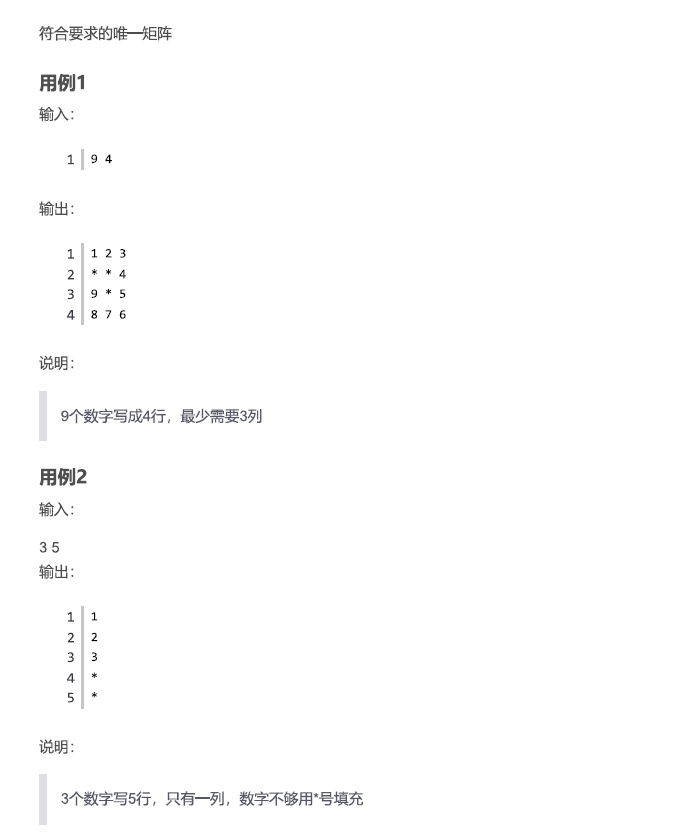 符合要求的唯一矩阵
用例1
输入：
1 9 4
输出：
1 1 2 3
2 * * 4
3 9 * 5
4 8 7 6
说明：
9个数字写成4行，最少需要3列
用例2
输入：
3 5
输出：
1 1
2 2
3 3
4 *
5 *
说明：
3个数字写5行，只有一列，数字不够用*号填充